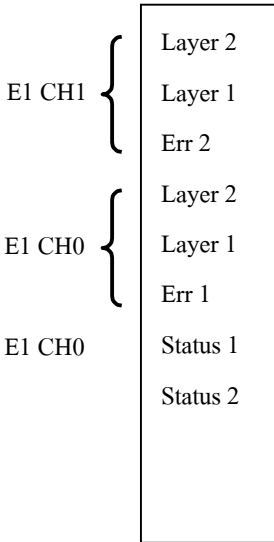 Layer 2
E1 CH1 Layer 1
Err 2
Layer 2
E1 CH0 Layer 1
Err 1
E1 CH0 Status 1
Status 2